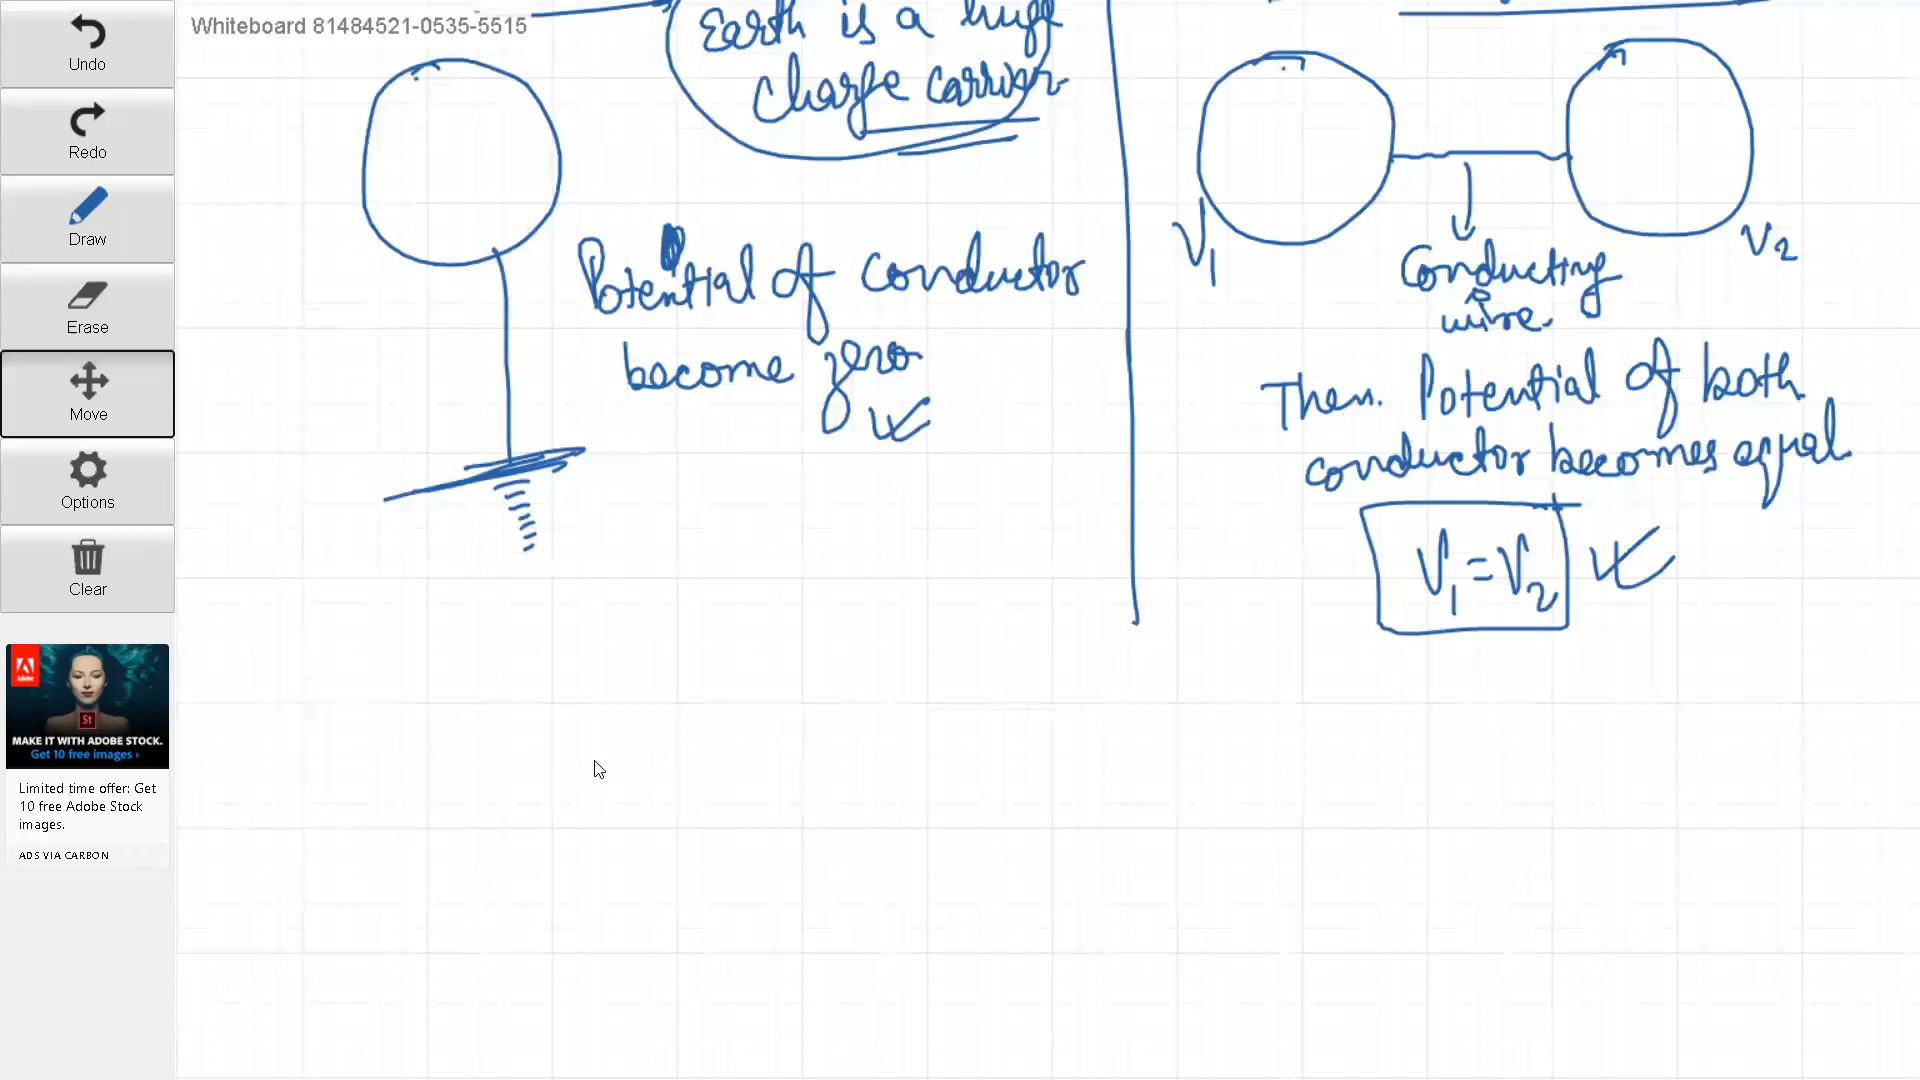 Whiteboard 81484521-0535-5515
Undo
Redo
Draw
Erase
Move
Options
Clear
Adobe
St
MAKE IT WITH ADOBE STOCK.
Get 10 free images ›
Limited time offer: Get
10 free Adobe Stock
images.
ADS VIA CARBON
Earth is a huge
charge carrier
Potential of conductor
become zero
V1
V2
Conducting
wire.
Then. Potential of both
conductor becomes equal
V1 = V2